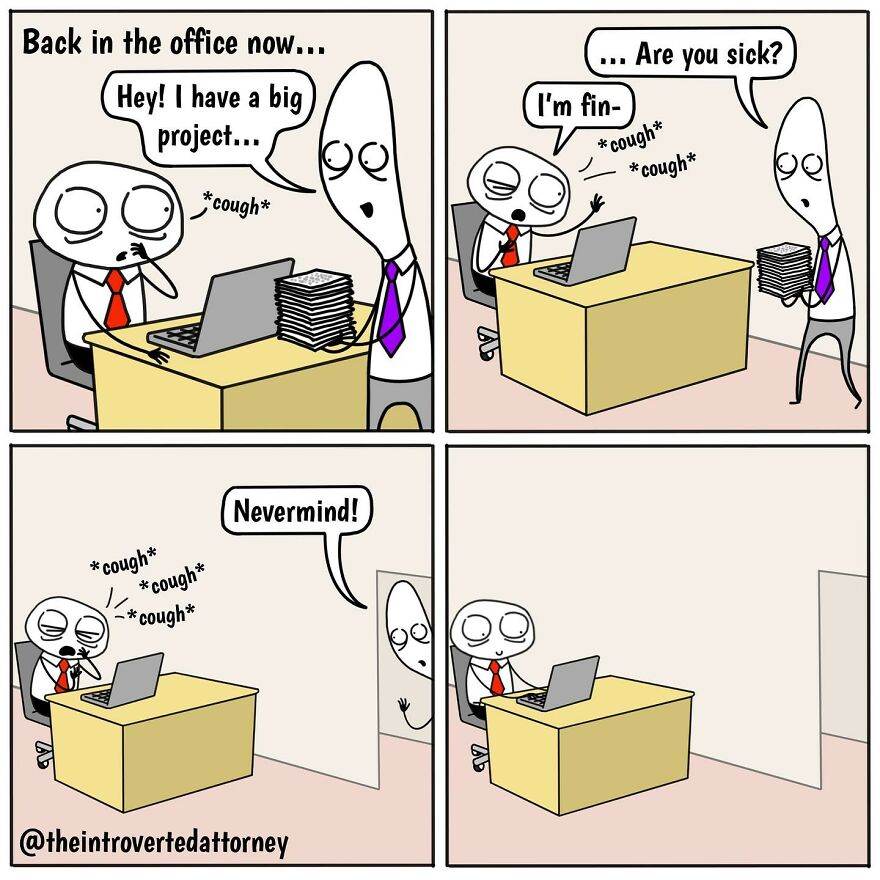 Back in the office now...
Hey! I have a big
project...
*cough*
... Are you sick?
I'm fin-
*cough*
*cough*
Nevermind!
*cough*
*cough*
*cough*
@theintrovertedattorney